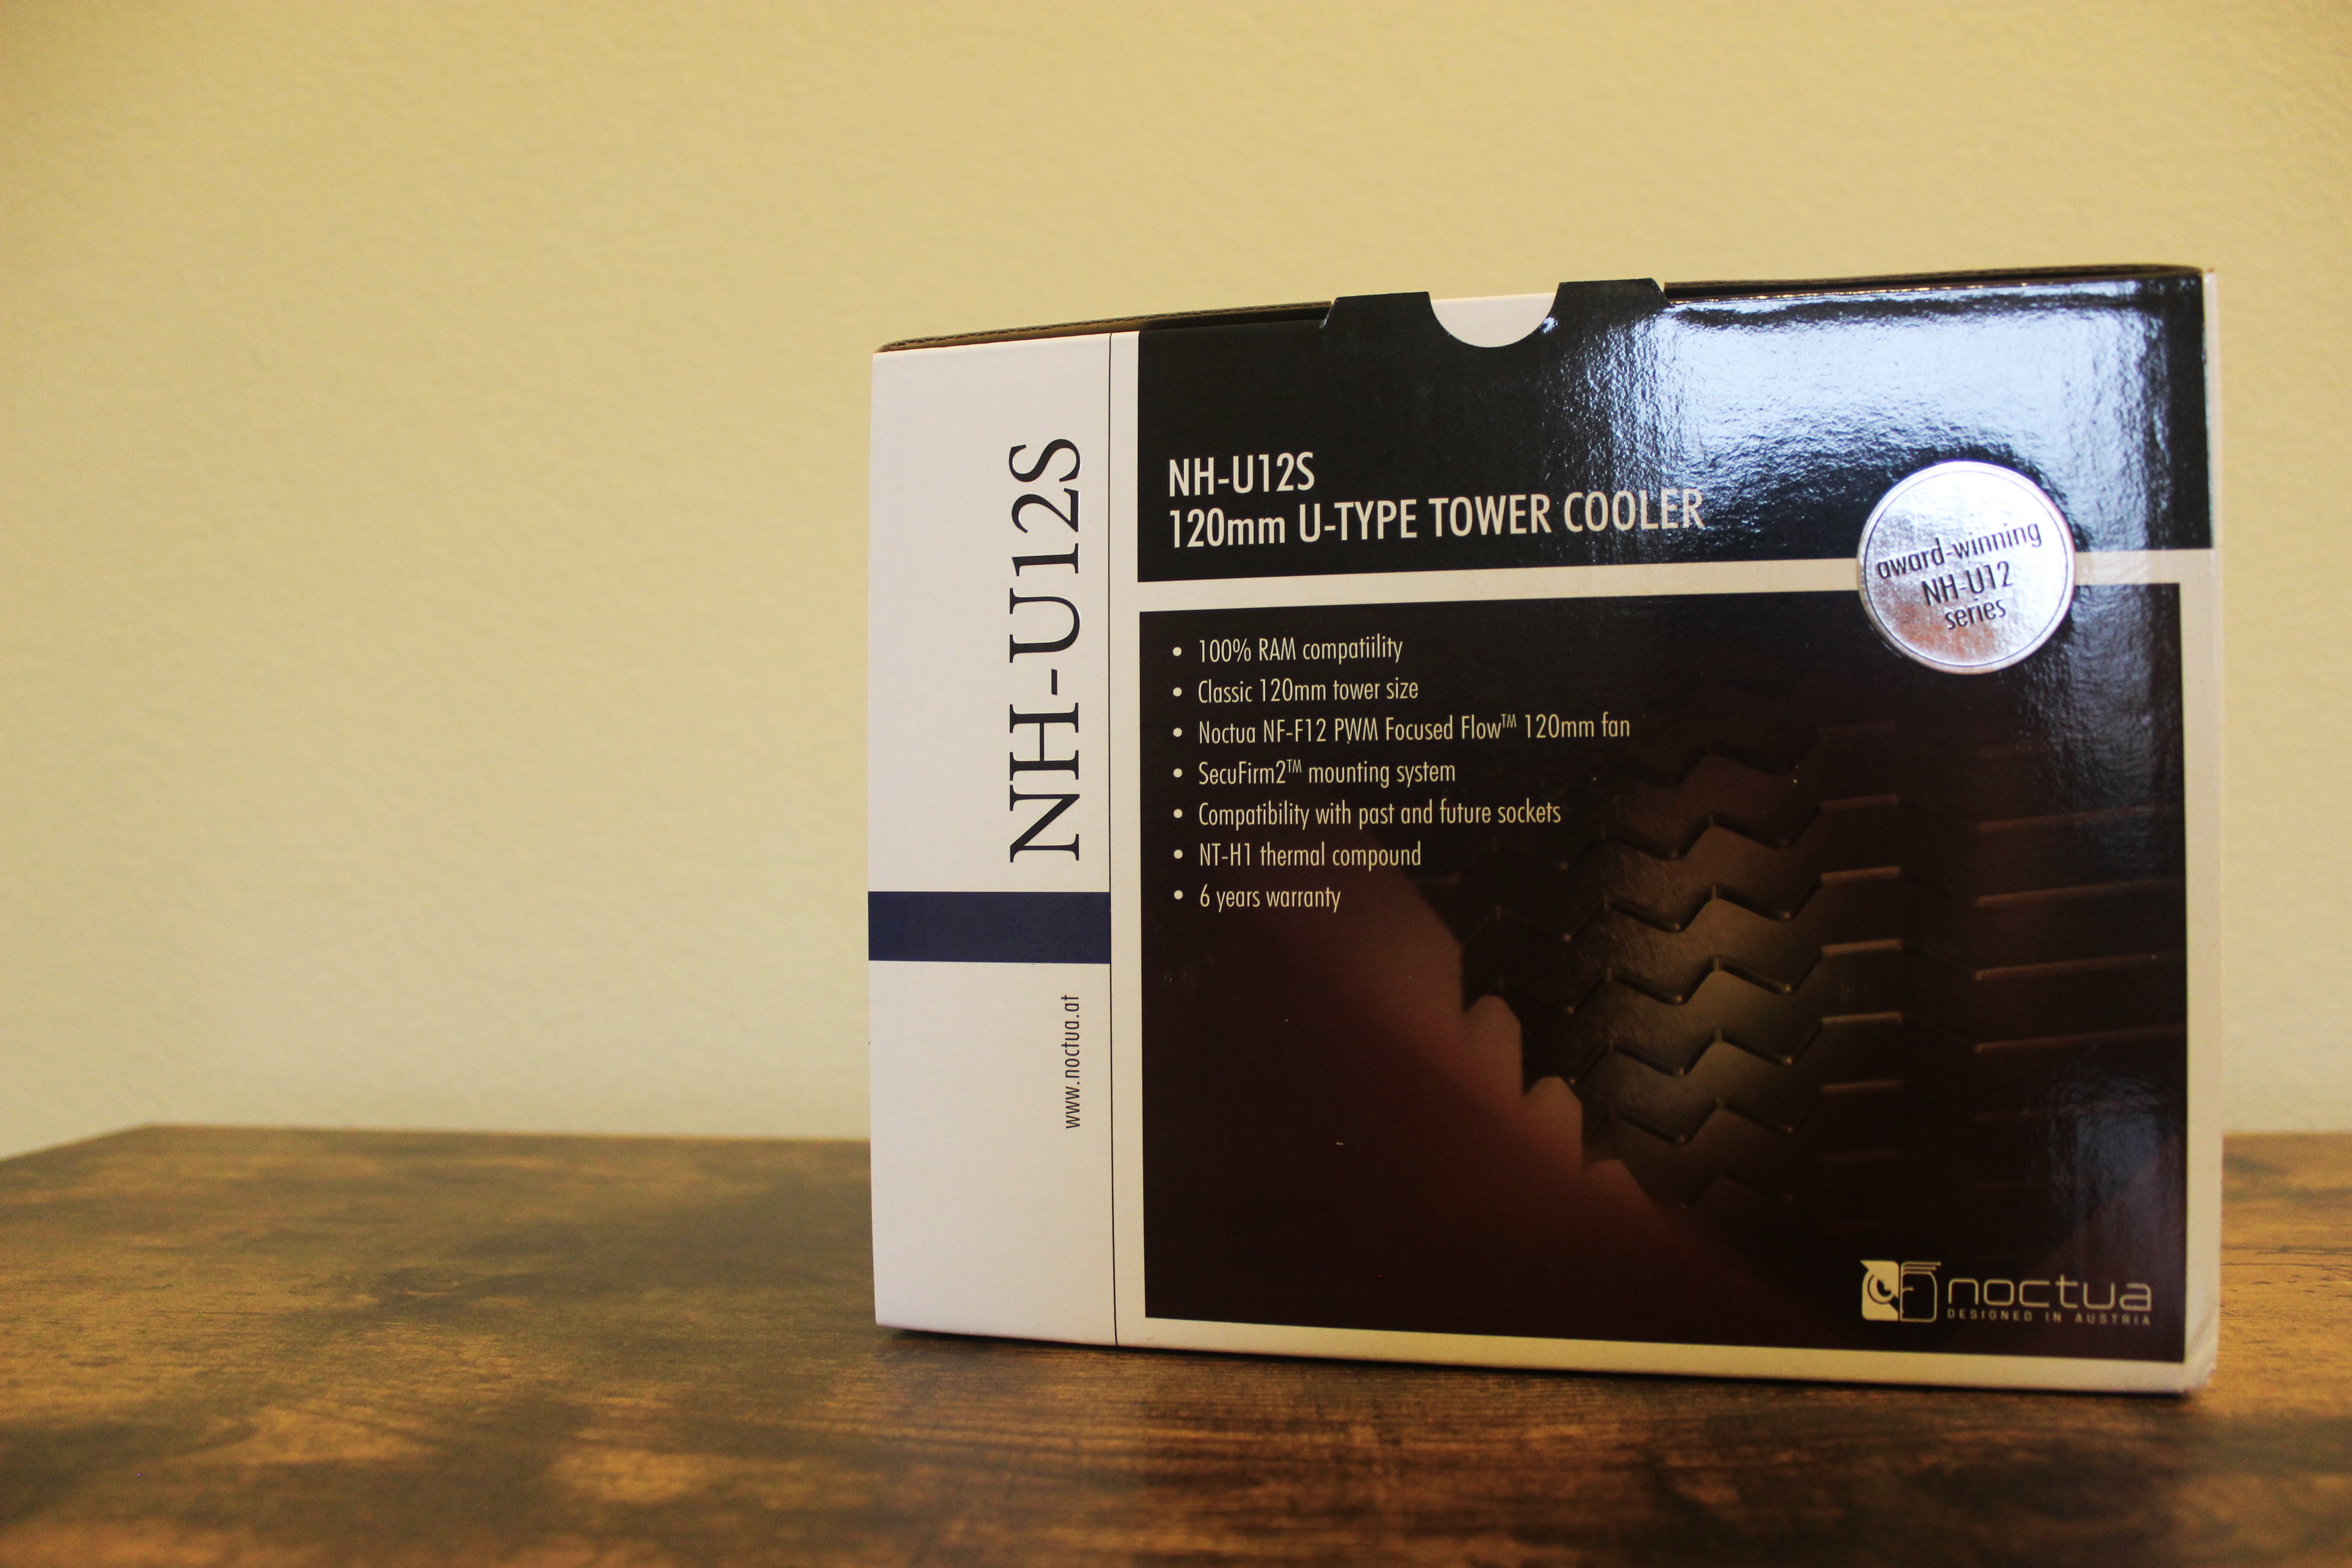 NH-U12S
www.noctua.at
NH-U12S
120mm U-TYPE TOWER COOLER
award-winning
NH-U12
series
• 100% RAM compatiility
• Classic 120mm tower size
• Noctua NF-F12 PWM Focused Flow™ 120mm fan
• SecuFirm2™ mounting system
• Compatibility with past and future sockets
• NT-H1 thermal compound
• 6 years warranty
noctua
DESIGNED IN AUSTRIA